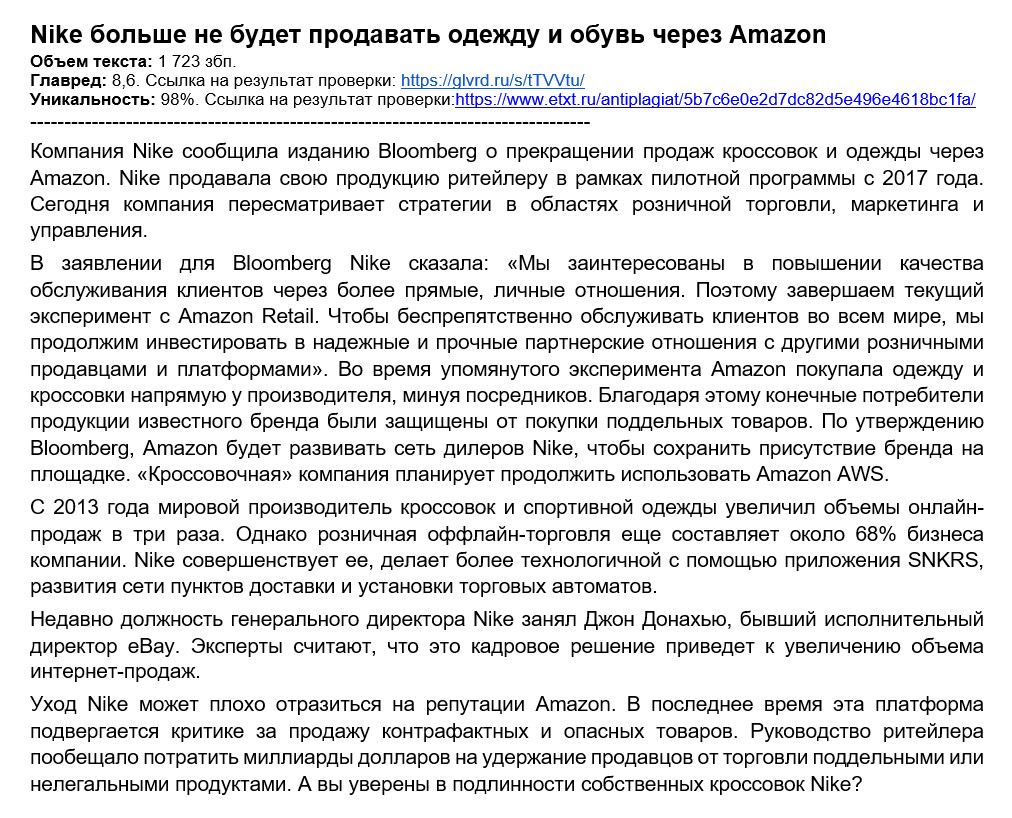 Nike больше не будет продавать одежду и обувь через Amazon
Объем текста: 1 723 збп.
Главред: 8,6. Ссылка на результат проверки: https://glvrd.ru/s/tTVVtu/
Уникальность: 98%. Ссылка на результат проверки:https://www.etxt.ru/antiplagiat/5b7c6e0e2d7dc82d5e496e4618bc1fa/
--------------------------------------------------------------------------------
Компания Nike сообщила изданию Bloomberg о прекращении продаж кроссовок и одежды через
Amazon. Nike продавала свою продукцию ритейлеру в рамках пилотной программы с 2017 года.
Сегодня компания пересматривает стратегии в областях розничной торговли, маркетинга и
управления.
В заявлении для Bloomberg Nike сказала: «Мы заинтересованы в повышении качества
обслуживания клиентов через более прямые, личные отношения. Поэтому завершаем текущий
эксперимент с Amazon Retail. Чтобы беспрепятственно обслуживать клиентов во всем мире, мы
продолжим инвестировать в надежные и прочные партнерские отношения с другими розничными
продавцами и платформами». Во время упомянутого эксперимента Amazon покупала одежду и
кроссовки напрямую у производителя, минуя посредников. Благодаря этому конечные потребители
продукции известного бренда были защищены от покупки поддельных товаров. По утверждению
Bloomberg, Amazon будет развивать сеть дилеров Nike, чтобы сохранить присутствие бренда на
площадке. «Кроссовочная» компания планирует продолжить использовать Amazon AWS.
С 2013 года мировой производитель кроссовок и спортивной одежды увеличил объемы онлайн-
продаж в три раза. Однако розничная оффлайн-торговля еще составляет около 68% бизнеса
компании. Nike совершенствует ее, делает более технологичной с помощью приложения SNKRS,
развития сети пунктов доставки и установки торговых автоматов.
Недавно должность генерального директора Nike занял Джон Донахью, бывший исполнительный
директор eBay. Эксперты считают, что это кадровое решение приведет к увеличению объема
интернет-продаж.
Уход Nike может плохо отразиться на репутации Amazon. В последнее время эта платформа
подвергается критике за продажу контрафактных и опасных товаров. Руководство ритейлера
пообещало потратить миллиарды долларов на удержание продавцов от торговли поддельными или
нелегальными продуктами. А вы уверены в подлинности собственных кроссовок Nike?